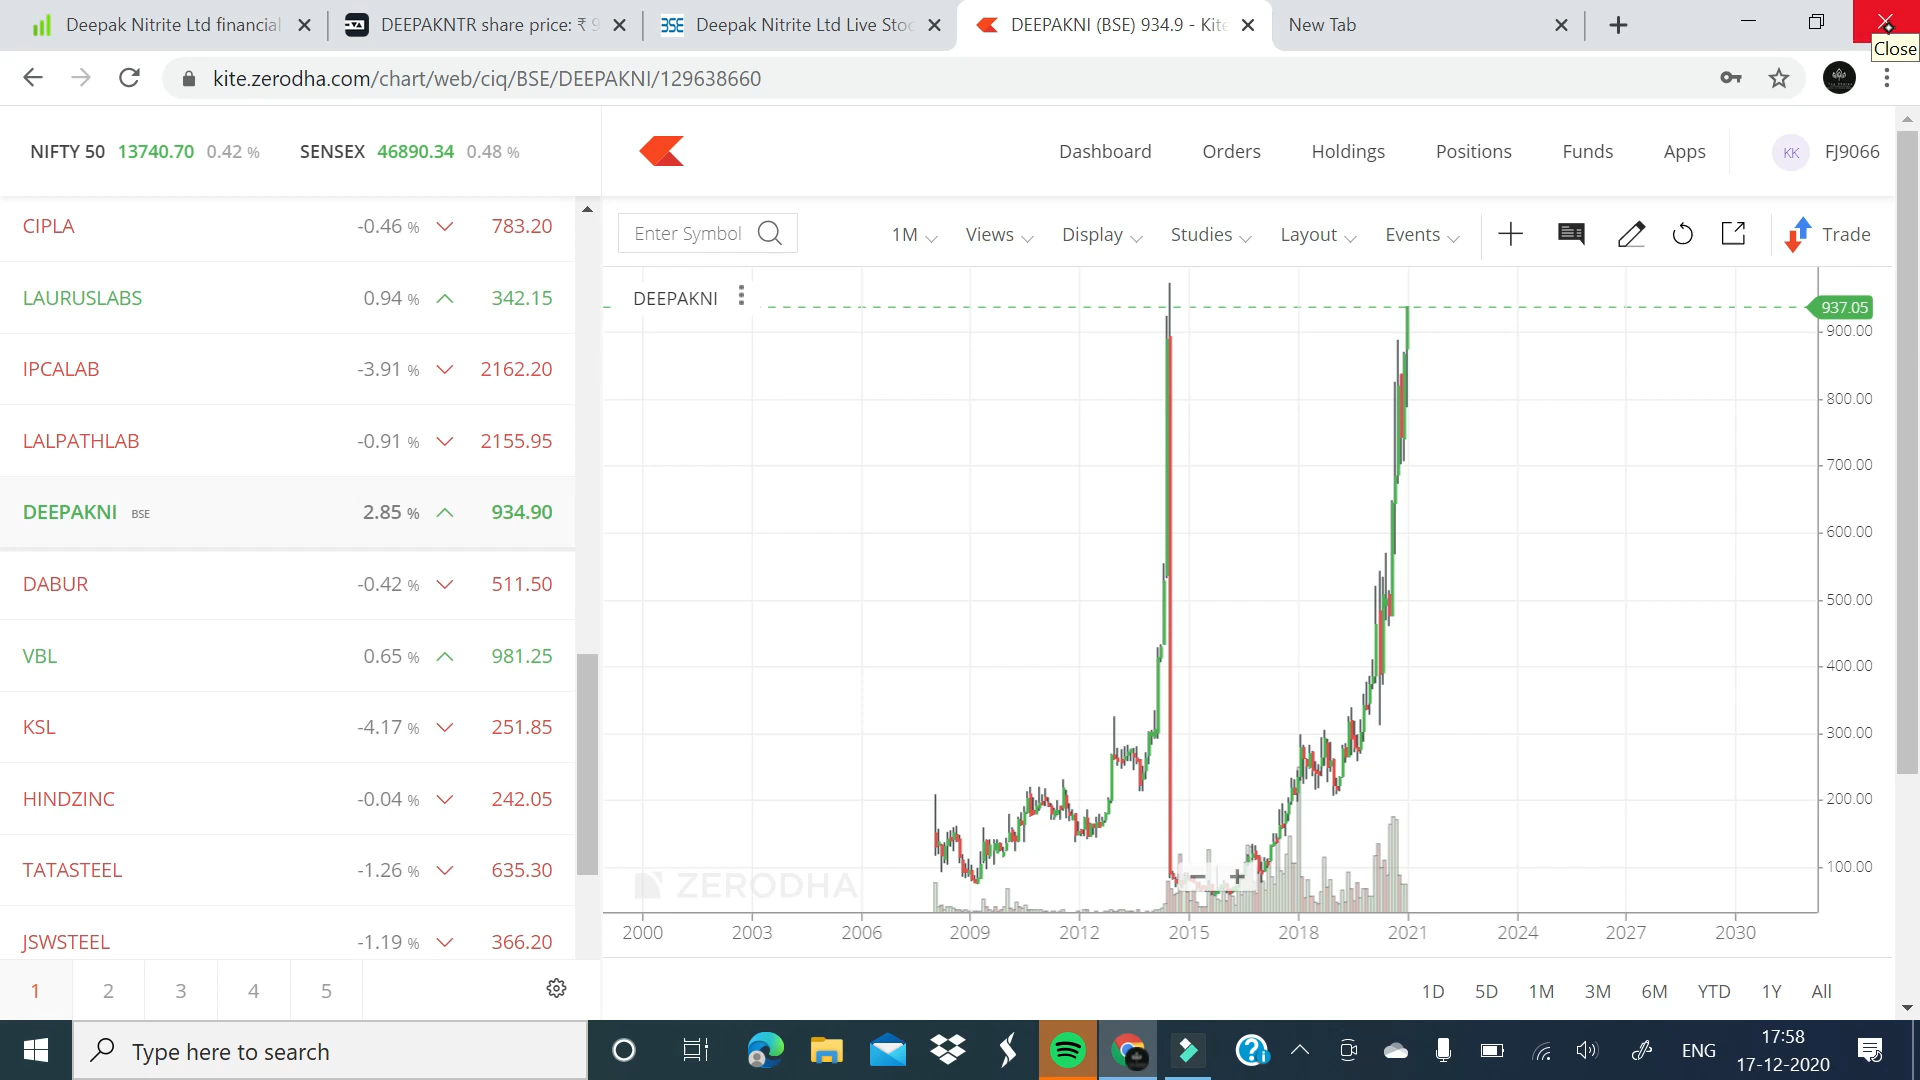 Deepak Nitrite Ltd financial
DEEPAKNTR share price: ₹ 9
BSE Deepak Nitrite Ltd Live Stoc
DEEPAKNI (BSE) 934.9 - Kite
New Tab
Close
kite.zerodha.com/chart/web/ciq/BSE/DEEPAKNI/129638660
NIFTY 50 13740.70 0.42 %
SENSEX 46890.34 0.48 %
Dashboard
Orders
Holdings
Positions
Funds
Apps
KK FJ9066
CIPLA -0.46 % 783.20
LAURUSLABS 0.94 % 342.15
IPCALAB -3.91 % 2162.20
LALPATHLAB -0.91 % 2155.95
DEEPAKNI BSE 2.85 % 934.90
DABUR -0.42 % 511.50
VBL 0.65 % 981.25
KSL -4.17 % 251.85
HINDZINC -0.04 % 242.05
TATASTEEL -1.26 % 635.30
JSWSTEEL -1.19 % 366.20
1 2 3 4 5
Enter Symbol
1M
Views
Display
Studies
Layout
Events
Trade
DEEPAKNI
937.05
900.00
800.00
700.00
600.00
500.00
400.00
300.00
200.00
100.00
ZERODHA
2000 2003 2006 2009 2012 2015 2018 2021 2024 2027 2030
1D 5D 1M 3M 6M YTD 1Y All
Type here to search
ENG
17:58
17-12-2020